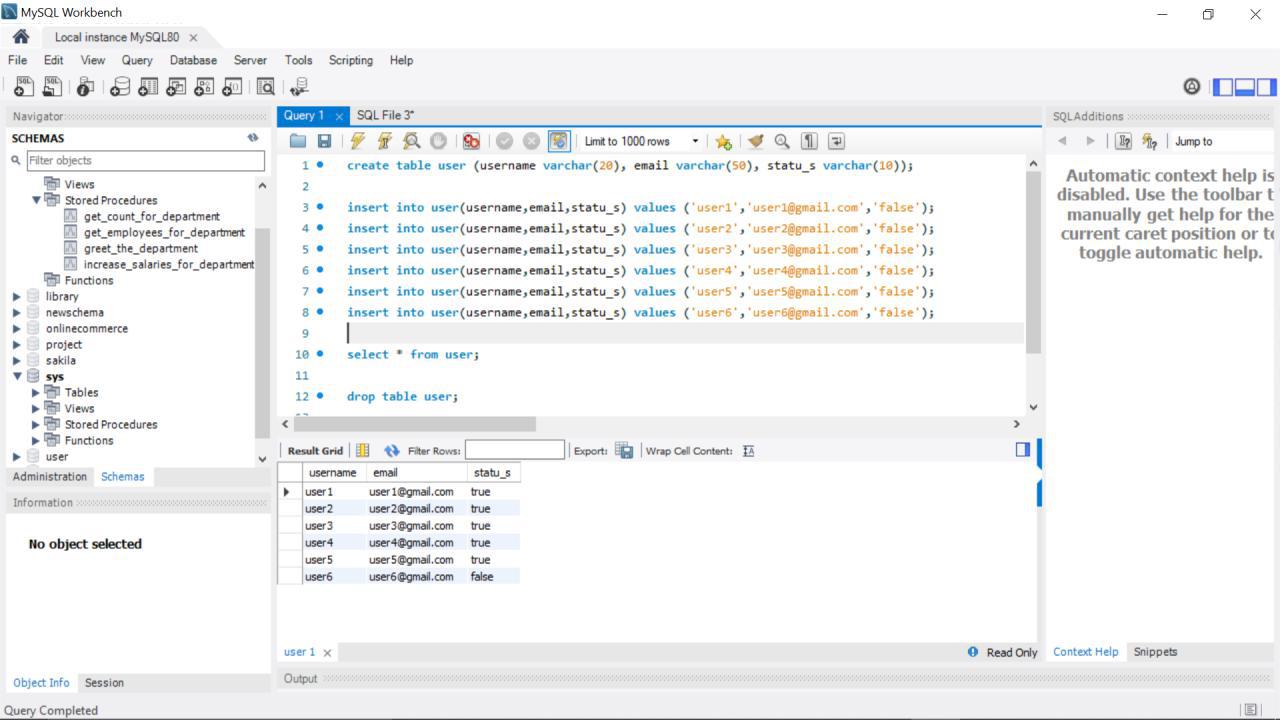 MySQL Workbench
Local instance MySQL80
File Edit View Query Database Server Tools Scripting Help
Navigator
SCHEMAS
Filter objects
Views
Stored Procedures
get_count_for_department
get_employees_for_department
greet_the_department
increase_salaries_for_department
Functions
library
newschema
onlinecommerce
project
sakila
sys
Tables
Views
Stored Procedures
Functions
user
Administration Schemas
Information
No object selected
Object Info Session
Query 1 SQL File 3*
Limit to 1000 rows
1 create table user (username varchar(20), email varchar(50), statu_s varchar(10));
2
3 insert into user(username,email,statu_s) values ('user1','user1@gmail.com','false');
4 insert into user(username,email,statu_s) values ('user2','user2@gmail.com','false');
5 insert into user(username,email,statu_s) values ('user3','user3@gmail.com','false');
6 insert into user(username,email,statu_s) values ('user4','user4@gmail.com','false');
7 insert into user(username,email,statu_s) values ('user5','user5@gmail.com','false');
8 insert into user(username,email,statu_s) values ('user6','user6@gmail.com','false');
9
10 select * from user;
11
12 drop table user;
Result Grid Filter Rows: Export: Wrap Cell Content:
username email statu_s
user1 user1@gmail.com true
user2 user2@gmail.com true
user3 user3@gmail.com true
user4 user4@gmail.com true
user5 user5@gmail.com true
user6 user6@gmail.com false
user 1
Read Only
Output
SQLAdditions
Jump to
Automatic context help is
disabled. Use the toolbar t
manually get help for the
current caret position or to
toggle automatic help.
Context Help Snippets
Query Completed